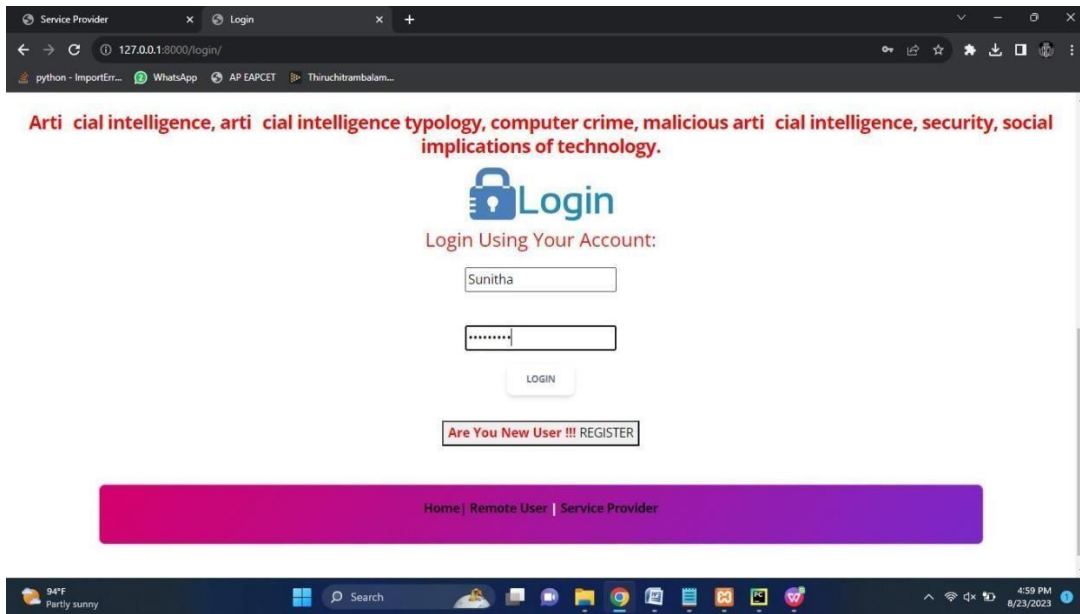 Service Provider
Login
127.0.0.1:8000/login/
python - ImportErr...
WhatsApp
AP EAPCET
Thiruchitrambalam...
Arti cial intelligence, arti cial intelligence typology, computer crime, malicious arti cial intelligence, security, social
implications of technology.
Login
Login Using Your Account:
Sunitha
•••••••••
LOGIN
Are You New User !!! REGISTER
Home| Remote User | Service Provider
94°F
Partly sunny
Search
4:59 PM
8/23/2023